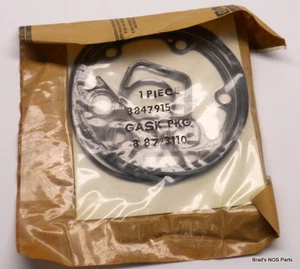 1 PIECE
3847915
GASK PKG
3 87 3110
Brad's NOS Parts